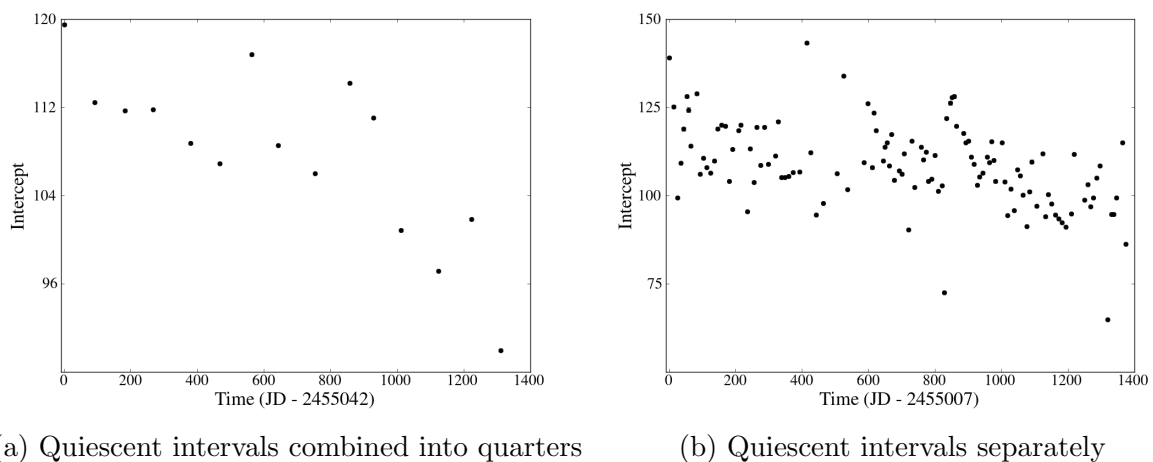 120
112
104
96
Intercept
0 200 400 600 800 1000 1200 1400
Time (JD - 2455042)
150
125
100
75
Intercept
0 200 400 600 800 1000 1200 1400
Time (JD - 2455007)
a) Quiescent intervals combined into quarters
(b) Quiescent intervals separately